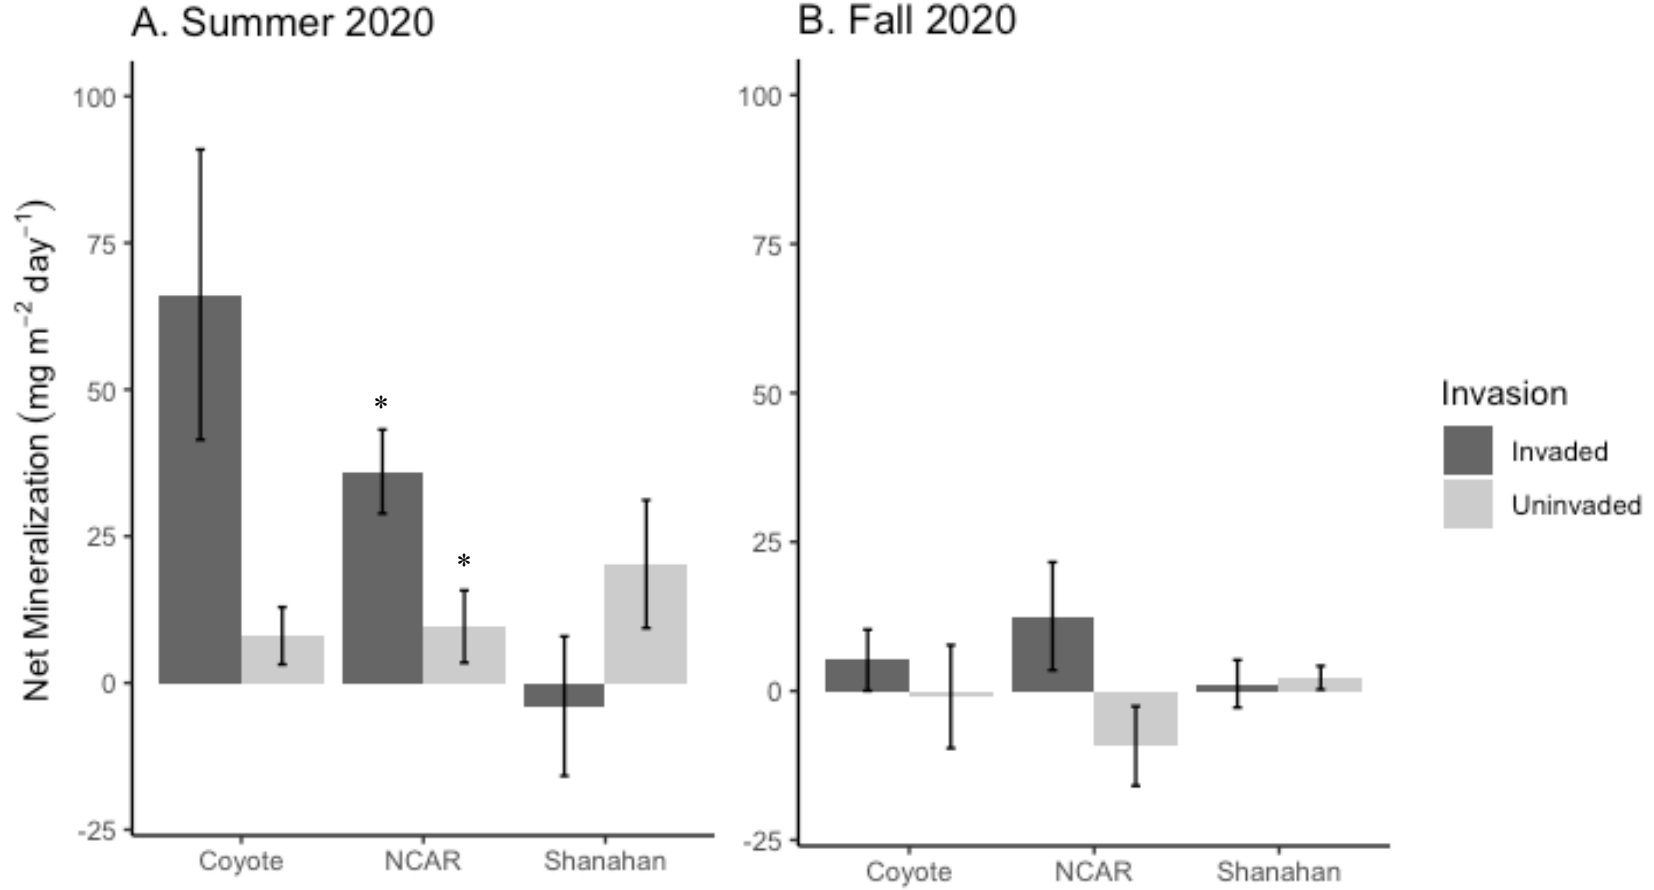 A. Summer 2020
Net Mineralization (mg m⁻² day⁻¹)
100
75
50
25
0
-25
*
*
Coyote NCAR Shanahan
B. Fall 2020
100
75
50
25
0
-25
Coyote NCAR Shanahan
Invasion
Invaded
Uninvaded